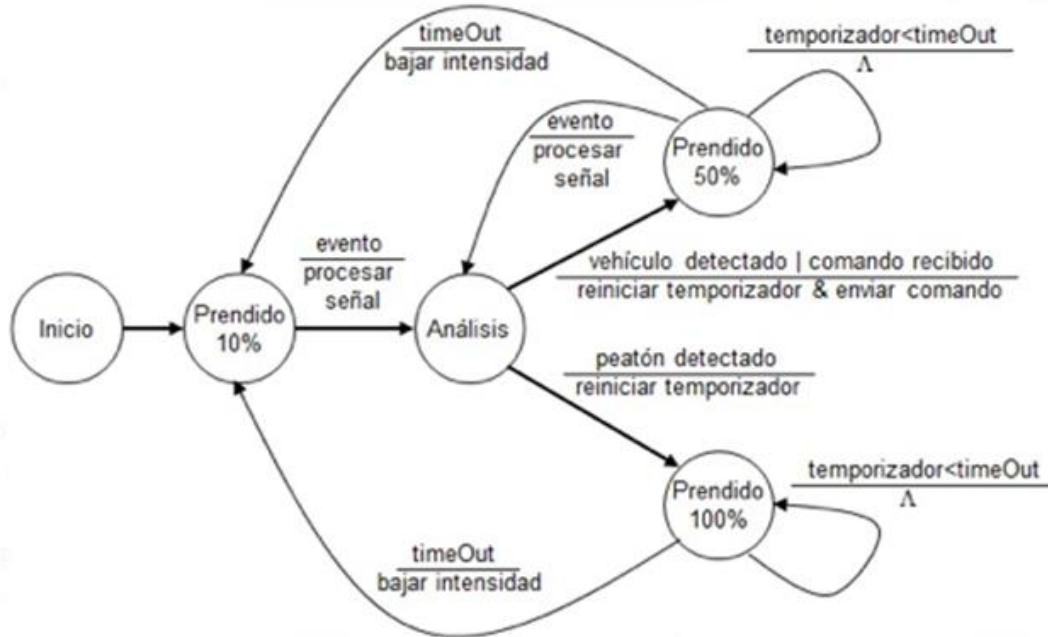 timeOut
bajar intensidad
temporizador<timeOut
Λ
evento
procesar
señal
Prendido
50%
evento
procesar
señal
vehículo detectado | comando recibido
reiniciar temporizador & enviar comando
Inicio
Prendido
10%
Análisis
peatón detectado
reiniciar temporizador
Prendido
100%
temporizador<timeOut
Λ
timeOut
bajar intensidad